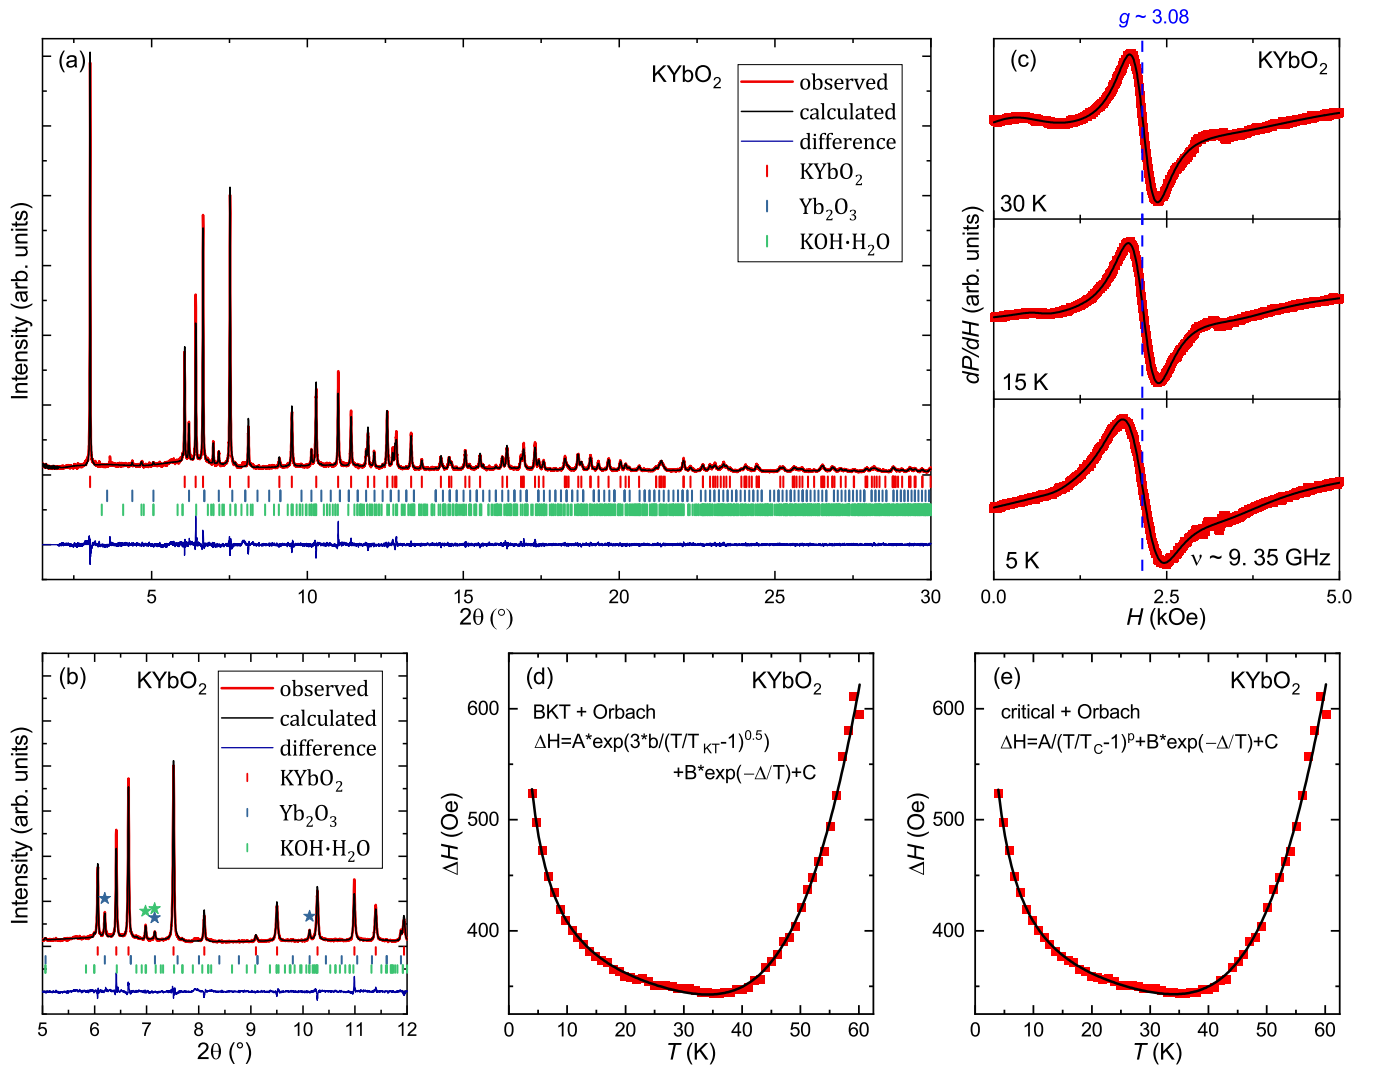 g ~ 3.08
(a)
KYbO2
observed
calculated
difference
KYbO2
Yb2O3
KOH·H2O
Intensity (arb. units)
5 10 15 20 25 30
2θ (°)
(c)
KYbO2
30 K
15 K
5 K
ν ~ 9. 35 GHz
dP/dH (arb. units)
0.0 2.5 5.0
H (kOe)
(b)
KYbO2
observed
calculated
difference
KYbO2
Yb2O3
KOH·H2O
Intensity (arb. units)
5 6 7 8 9 10 11 12
2θ (°)
(d)
KYbO2
BKT + Orbach
ΔH=A*exp(3*b/(T/TKT-1)0.5)
+B*exp(−Δ/T)+C
600
500
400
ΔH (Oe)
0 10 20 30 40 50 60
T (K)
(e)
KYbO2
critical + Orbach
ΔH=A/(T/TC-1)p+B*exp(−Δ/T)+C
600
500
400
ΔH (Oe)
0 10 20 30 40 50 60
T (K)